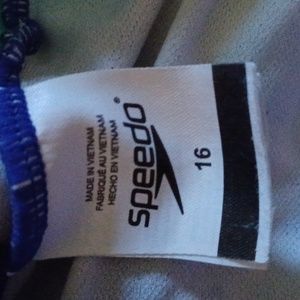 MADE IN VIETNAM
FABRIQUÉ AU VIETNAM
HECHO EN VIETNAM
speedo®
16